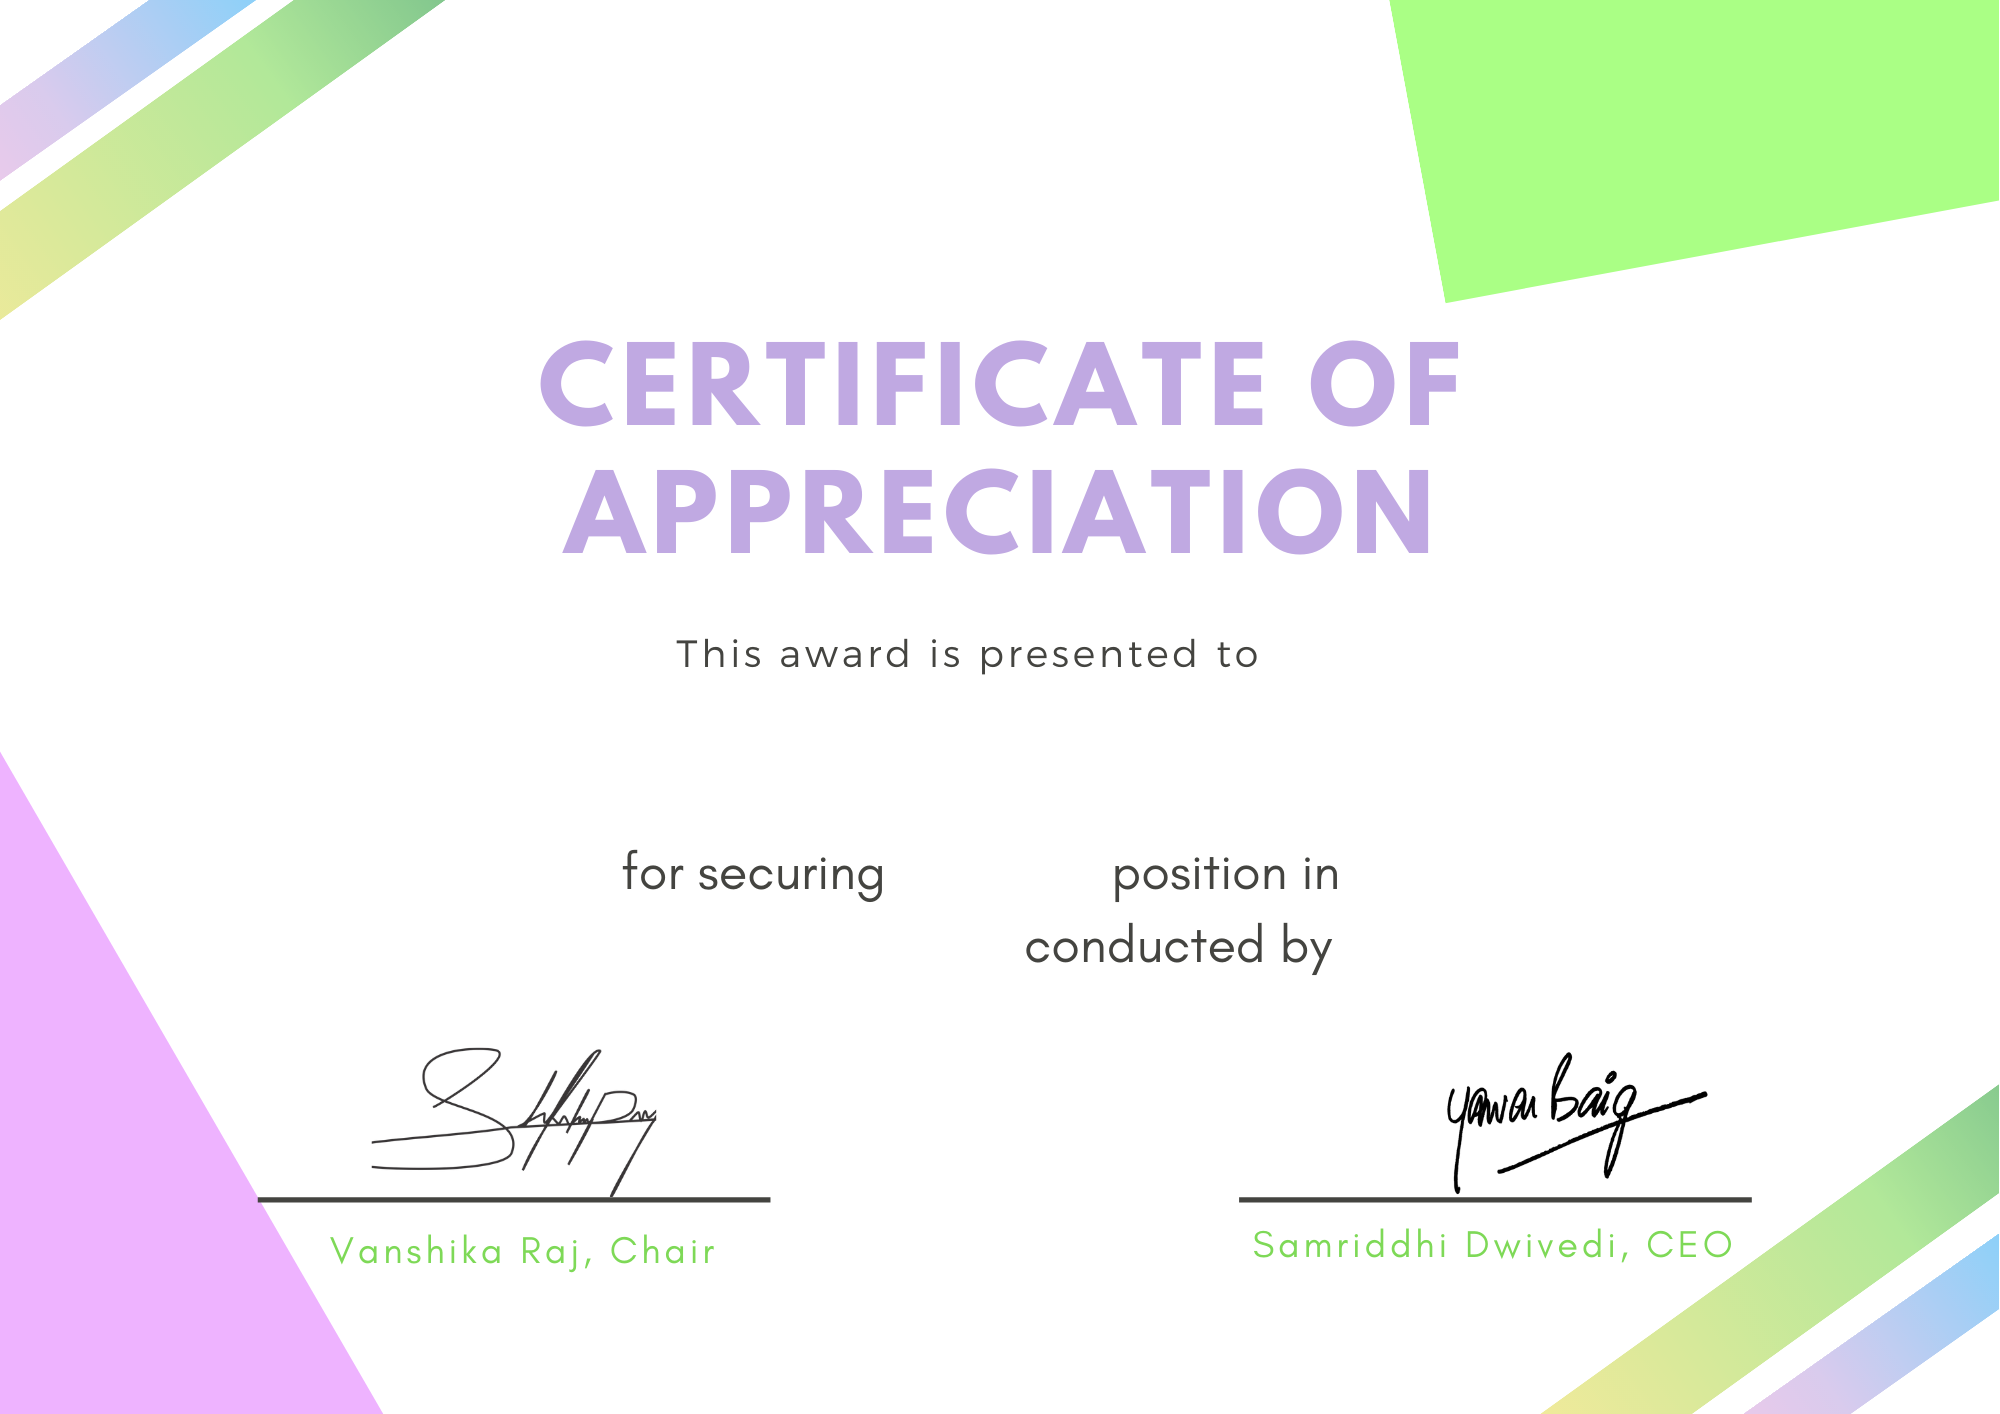 CERTIFICATE OF
APPRECIATION
This award is presented to
for securing position in
conducted by
Yawar Baig
Vanshika Raj, Chair
Samriddhi Dwivedi, CEO